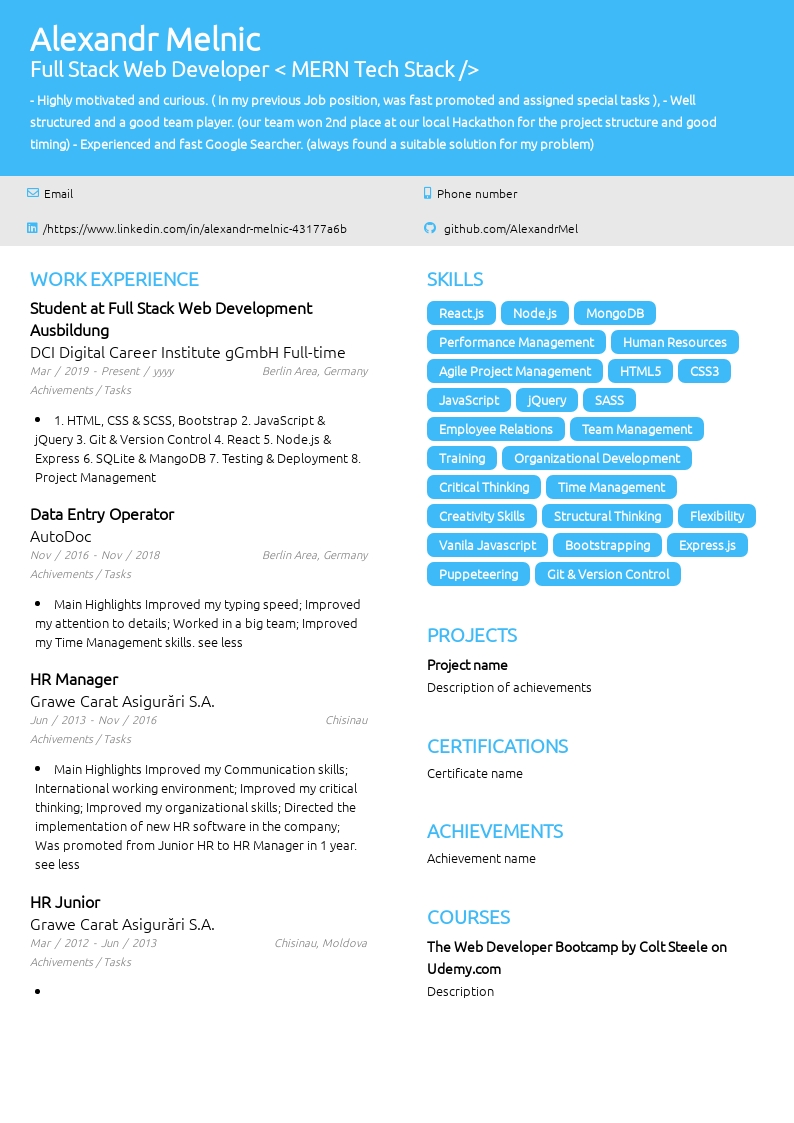 Alexandr Melnic
Full Stack Web Developer < MERN Tech Stack />
- Highly motivated and curious. ( In my previous Job position, was fast promoted and assigned special tasks ), - Well
structured and a good team player. (our team won 2nd place at our local Hackathon for the project structure and good
timing) - Experienced and fast Google Searcher. (always found a suitable solution for my problem)
Email
Phone number
/https://www.linkedin.com/in/alexandr-melnic-43177a6b
github.com/AlexandrMel
WORK EXPERIENCE
Student at Full Stack Web Development
Ausbildung
DCI Digital Career Institute gGmbH Full-time
Mar / 2019 - Present / yyyy Berlin Area, Germany
Achivements / Tasks
• 1. HTML, CSS & SCSS, Bootstrap 2. JavaScript &
jQuery 3. Git & Version Control 4. React 5. Node.js &
Express 6. SQLite & MongoDB 7. Testing & Deployment 8.
Project Management
Data Entry Operator
AutoDoc
Nov / 2016 - Nov / 2018 Berlin Area, Germany
Achivements / Tasks
• Main Highlights Improved my typing speed; Improved
my attention to details; Worked in a big team; Improved
my Time Management skills. see less
HR Manager
Grawe Carat Asigurări S.A.
Jun / 2013 - Nov / 2016 Chisinau
Achivements / Tasks
• Main Highlights Improved my Communication skills;
International working environment; Improved my critical
thinking; Improved my organizational skills; Directed the
implementation of new HR software in the company;
Was promoted from Junior HR to HR Manager in 1 year.
see less
HR Junior
Grawe Carat Asigurări S.A.
Mar / 2012 - Jun / 2013 Chisinau, Moldova
Achivements / Tasks
•
SKILLS
React.js Node.js MongoDB
Performance Management Human Resources
Agile Project Management HTML5 CSS3
JavaScript jQuery SASS
Employee Relations Team Management
Training Organizational Development
Critical Thinking Time Management
Creativity Skills Structural Thinking Flexibility
Vanila Javascript Bootstrapping Express.js
Puppeteering Git & Version Control
PROJECTS
Project name
Description of achievements
CERTIFICATIONS
Certificate name
ACHIEVEMENTS
Achievement name
COURSES
The Web Developer Bootcamp by Colt Steele on
Udemy.com
Description